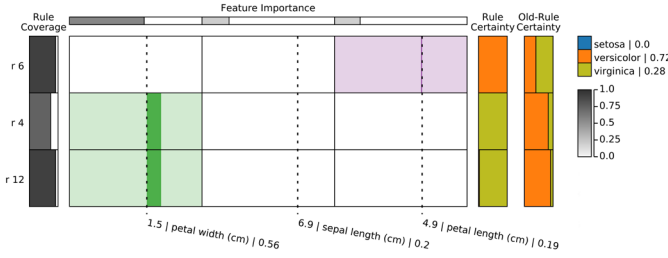 Feature Importance
Rule
Coverage
Rule
Certainty
Old-Rule
Certainty
r 6
r 4
r 12
setosa | 0.0
versicolor | 0.72
virginica | 0.28
1.0
0.75
0.5
0.25
0.0
1.5 | petal width (cm) | 0.56
6.9 | sepal length (cm) | 0.2
4.9 | petal length (cm) | 0.19